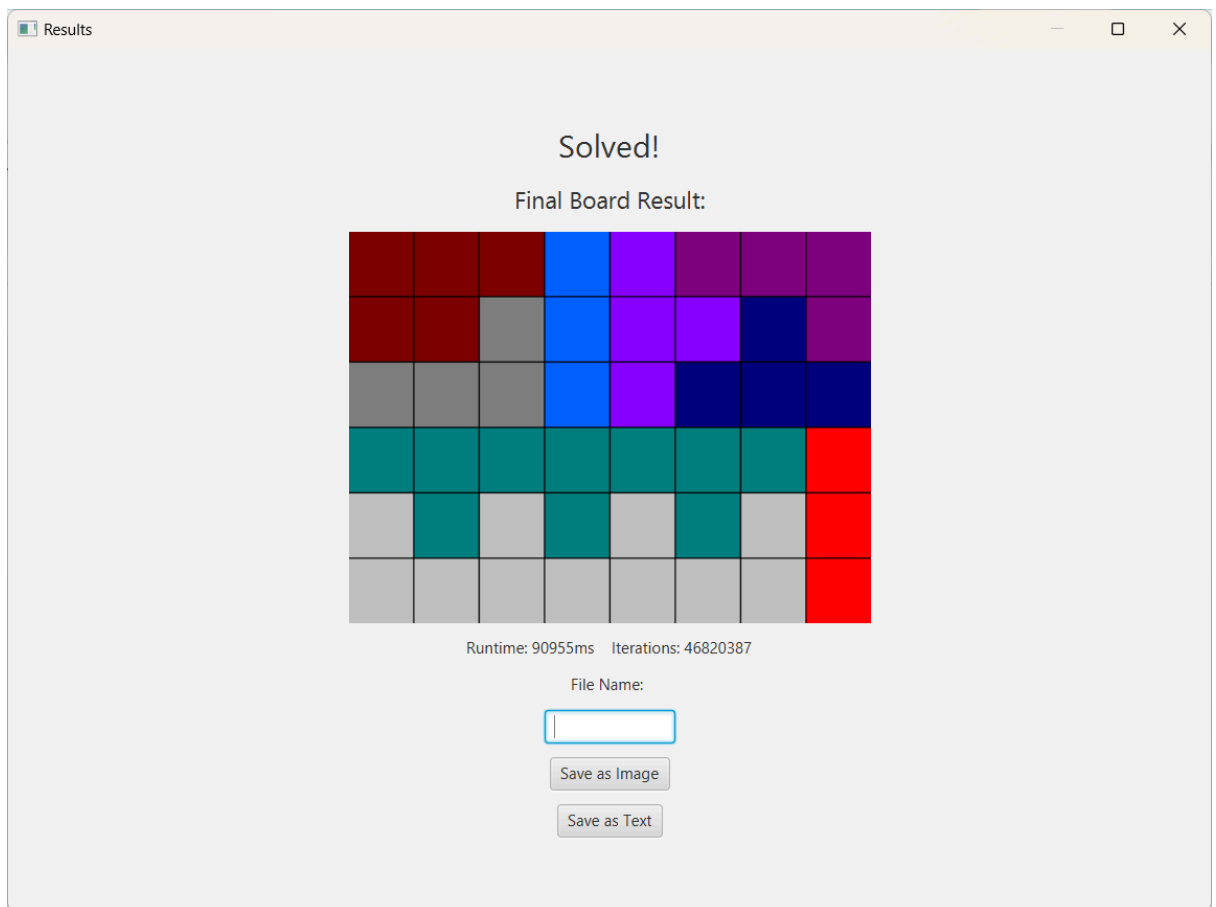 Results
Solved!
Final Board Result:
Runtime: 90955ms Iterations: 46820387
File Name:
Save as Image
Save as Text